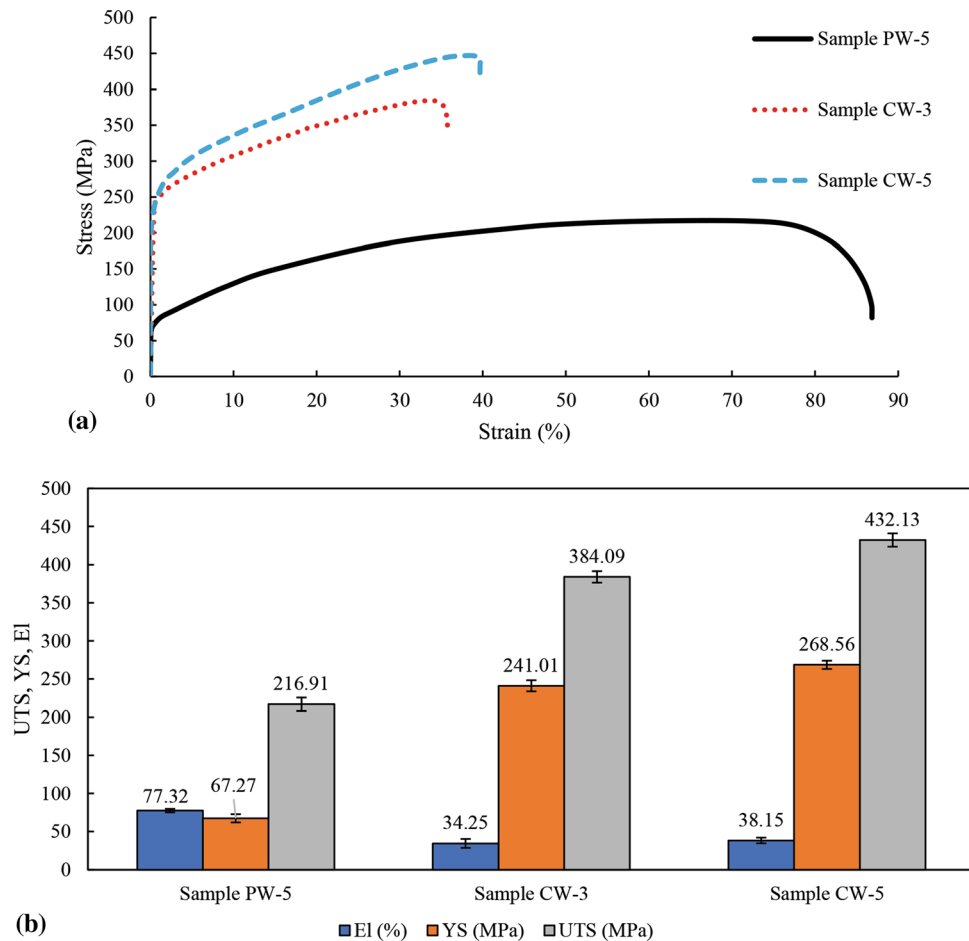 500
450
400
350
300
250
200
150
100
50
0
Stress (MPa)
Sample PW-5
Sample CW-3
Sample CW-5
0 10 20 30 40 50 60 70 80 90
Strain (%)
(a)
500
450
400
350
300
250
200
150
100
50
0
UTS, YS, El
77.32
67.27
216.91
34.25
241.01
384.09
38.15
268.56
432.13
Sample PW-5 Sample CW-3 Sample CW-5
El (%) YS (MPa) UTS (MPa)
(b)